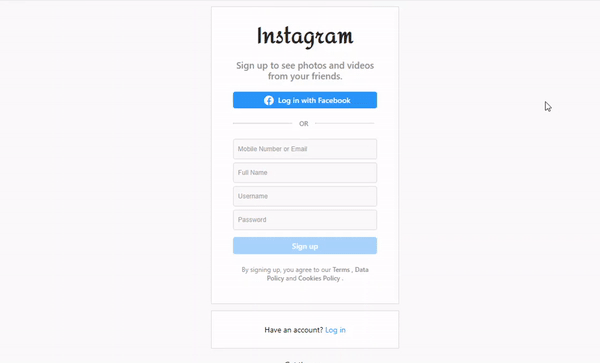 Instagram
Sign up to see photos and videos
from your friends.
Log in with Facebook
OR
Mobile Number or Email
Full Name
Username
Password
Sign up
By signing up, you agree to our Terms , Data
Policy and Cookies Policy .
Have an account? Log in